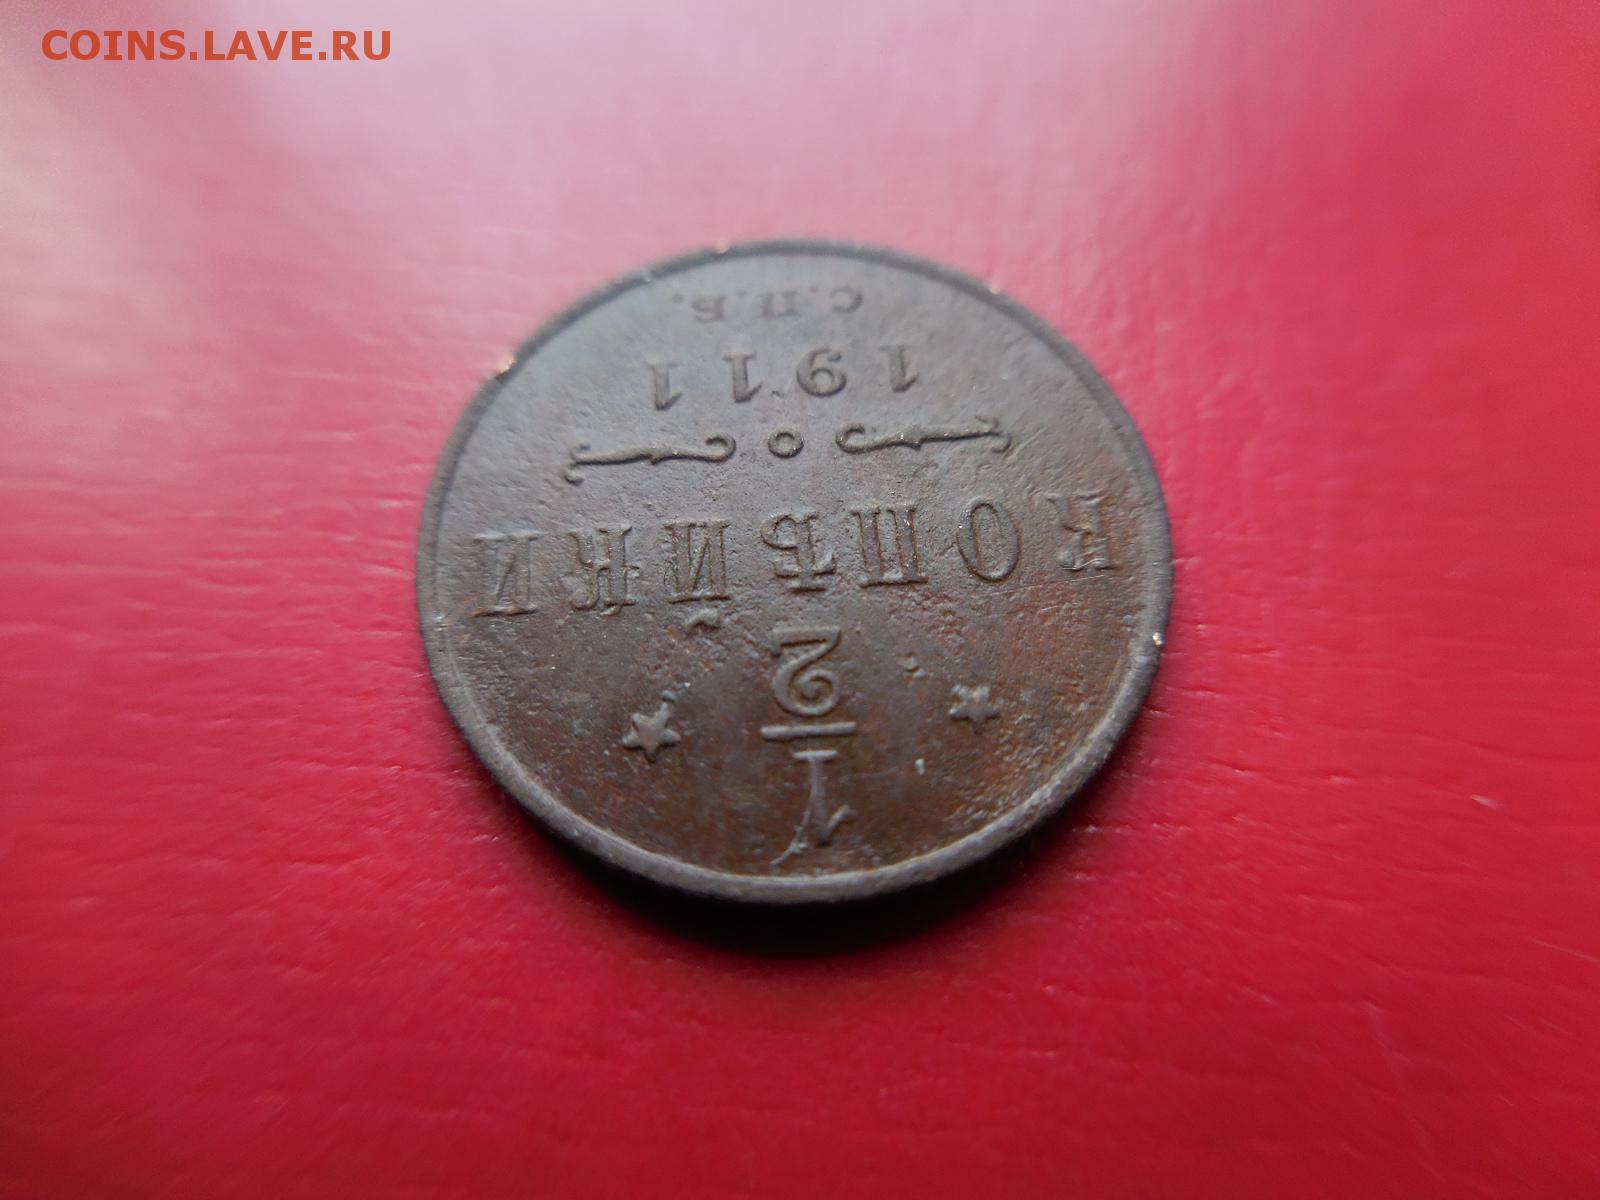 COINS.LAVE.RU
1
2
КОПѢЙКИ
1911
С.П.Б.